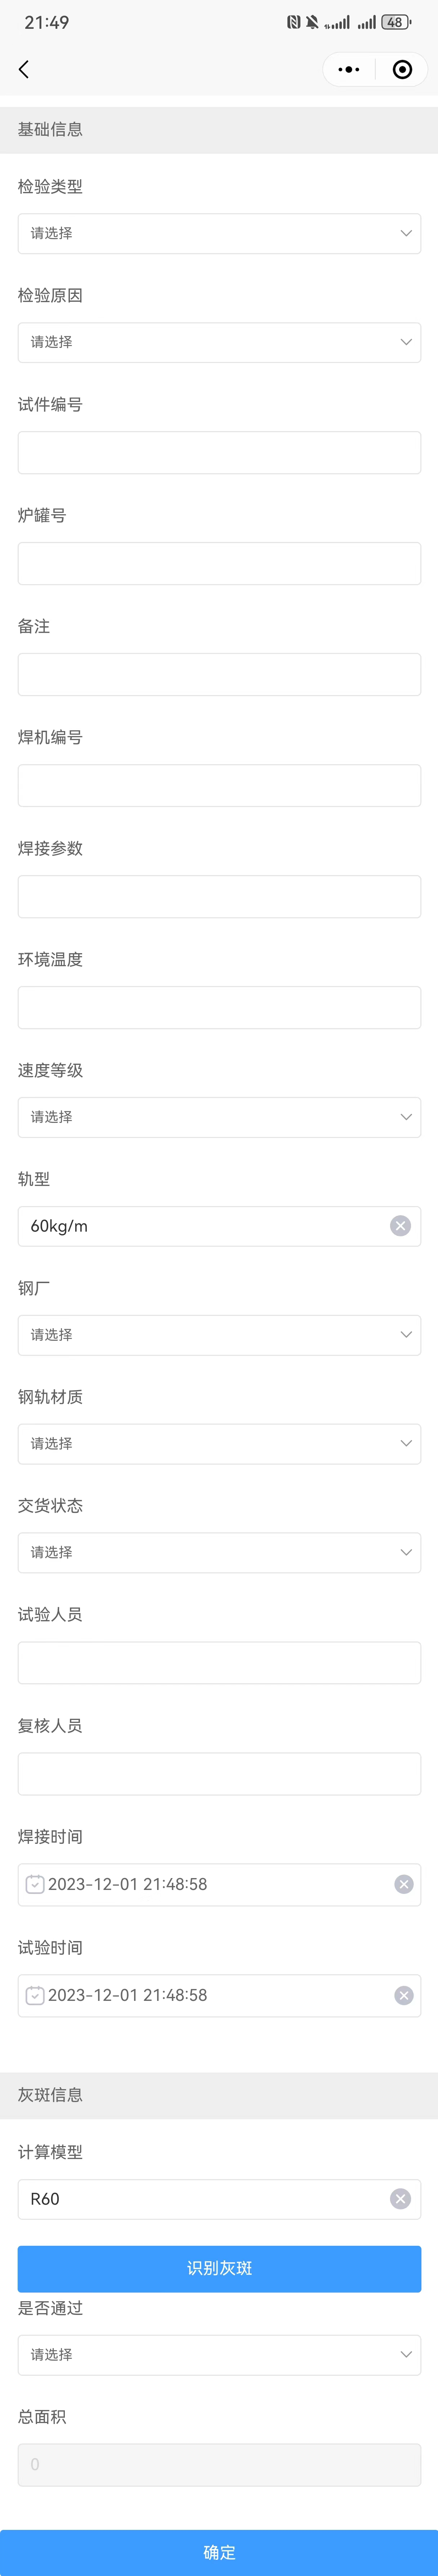 21:49
48
基础信息
检验类型
请选择
检验原因
请选择
试件编号
炉罐号
备注
焊机编号
焊接参数
环境温度
速度等级
请选择
轨型
60kg/m
钢厂
请选择
钢轨材质
请选择
交货状态
请选择
试验人员
复核人员
焊接时间
2023-12-01 21:48:58
试验时间
2023-12-01 21:48:58
灰斑信息
计算模型
R60
识别灰斑
是否通过
请选择
总面积
0
确定